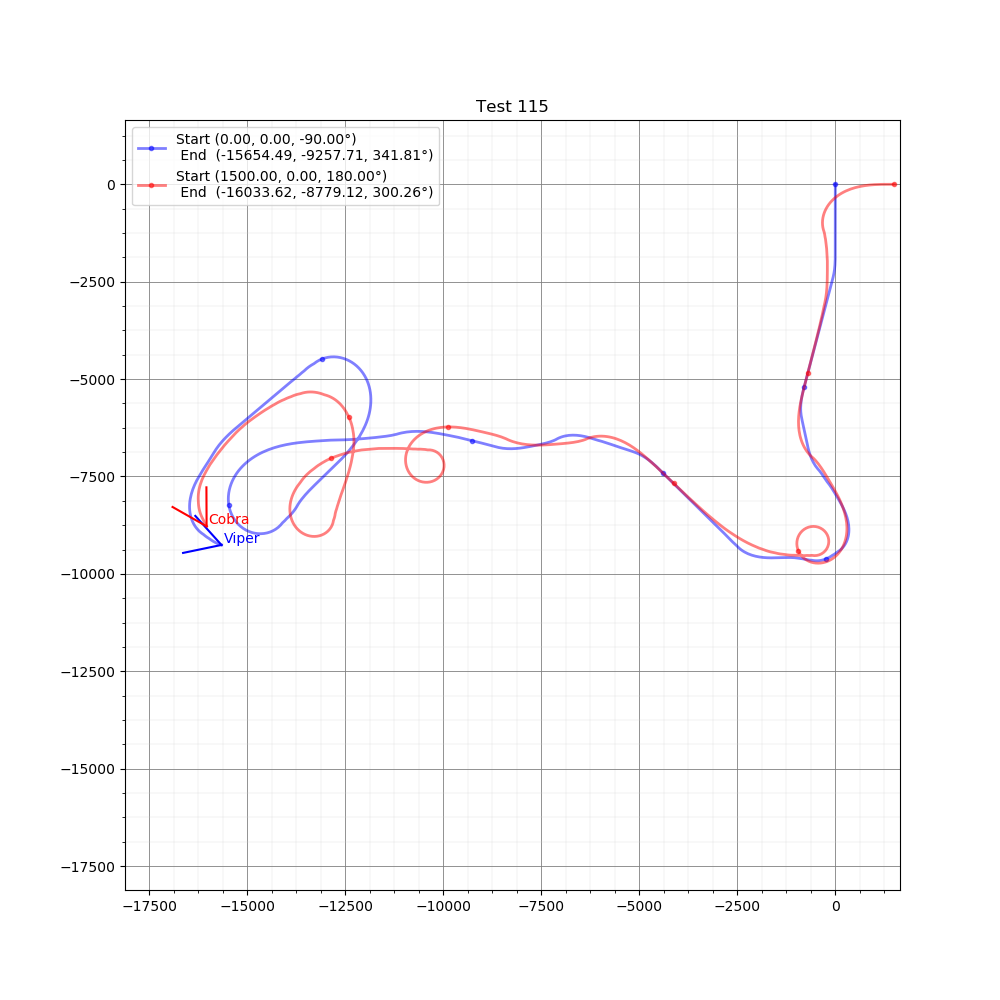 Test 115
Start (0.00, 0.00, -90.00°)
End  (-15654.49, -9257.71, 341.81°)
Start (1500.00, 0.00, 180.00°)
End  (-16033.62, -8779.12, 300.26°)
0
−2500
−5000
−7500
−10000
−12500
−15000
−17500
Cobra
Viper
−17500 −15000 −12500 −10000 −7500 −5000 −2500 0